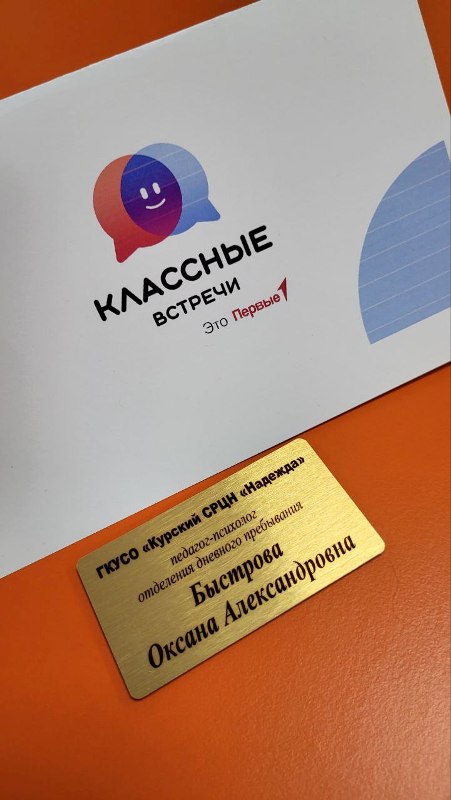 КЛАССНЫЕ
ВСТРЕЧИ
Это Первые
ГКУСО «Курский СРЦН «Надежда»
педагог-психолог
отделения дневного пребывания
Быстрова
Оксана Александровна